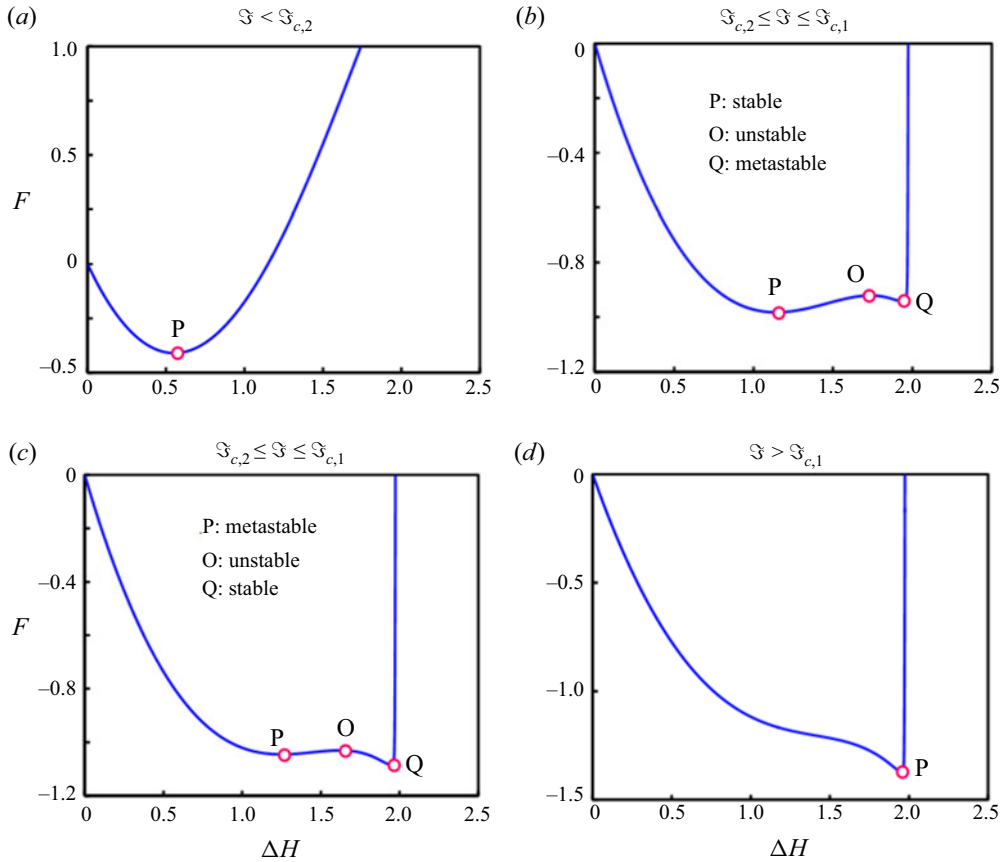 (a)
ℑ < ℑc,2
1.0
0.5
0
–0.5
F
P
0 0.5 1.0 1.5 2.0 2.5
(b)
ℑc,2 ≤ ℑ ≤ ℑc,1
0
–0.4
–0.8
–1.2
P: stable
O: unstable
Q: metastable
P
O
Q
0 0.5 1.0 1.5 2.0 2.5
(c)
ℑc,2 ≤ ℑ ≤ ℑc,1
0
–0.4
–0.8
–1.2
F
P: metastable
O: unstable
Q: stable
P
O
Q
0 0.5 1.0 1.5 2.0 2.5
ΔH
(d)
ℑ > ℑc,1
0
–0.5
–1.0
–1.5
P
0 0.5 1.0 1.5 2.0 2.5
ΔH